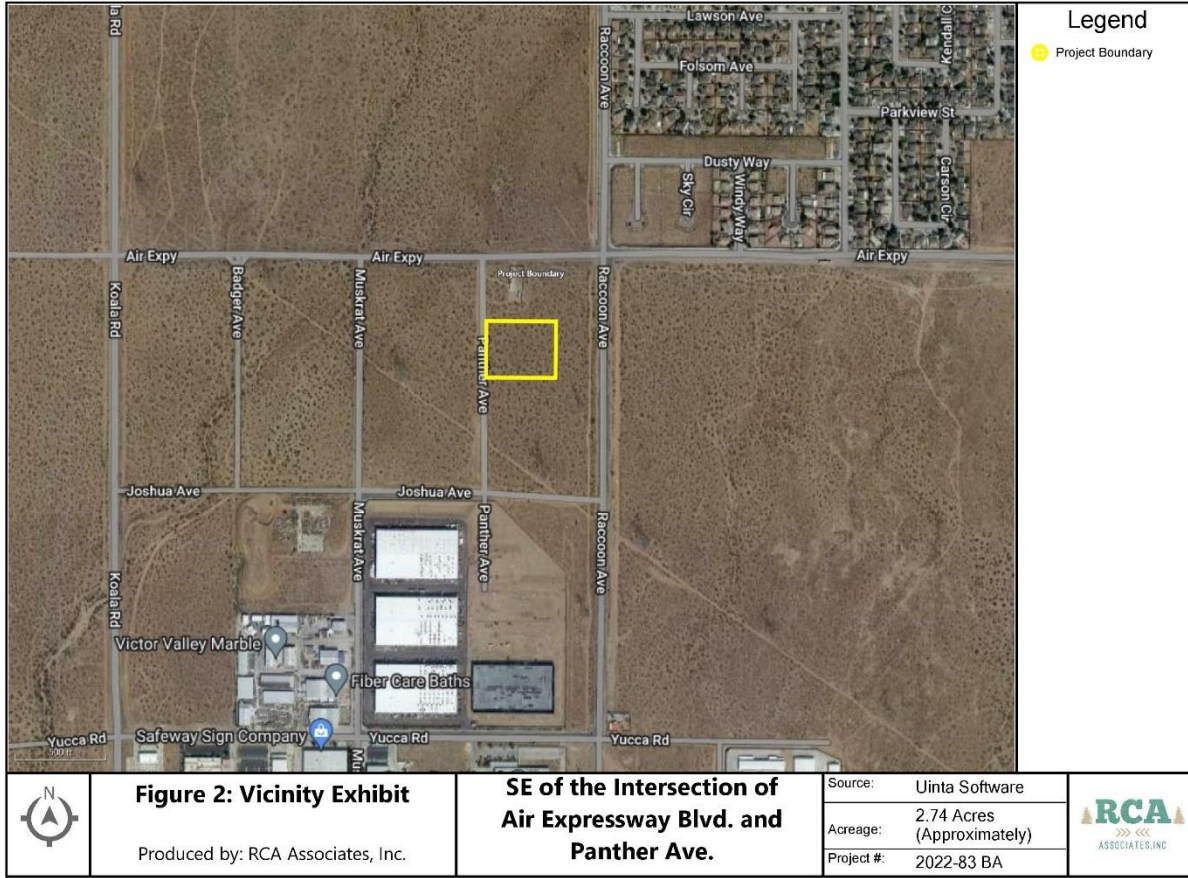 la Rd
Raccoon Ave
Lawson Ave
Folsom Ave
Kendall C
Parkview St
Dusty Way
Sky Cir
Windy Way
Carson Cir
Legend
Project Boundary
Air Expy
Air Expy
Air Expy
Koala Rd
Badger Ave
Muskrat Ave
Project Boundary
Raccoon Ave
Panther Ave
Joshua Ave
Joshua Ave
Koala Rd
Muskrat Ave
Panther Ave
Raccoon Ave
Victor Valley Marble
Fiber Care Baths
Safeway Sign Company
Yucca Rd
Yucca Rd
Yucca Rd
Mu
500 ft
N
Figure 2: Vicinity Exhibit
Produced by: RCA Associates, Inc.
SE of the Intersection of
Air Expressway Blvd. and
Panther Ave.
Source: Uinta Software
Acreage: 2.74 Acres
(Approximately)
Project #: 2022-83 BA
RCA
ASSOCIATES, INC